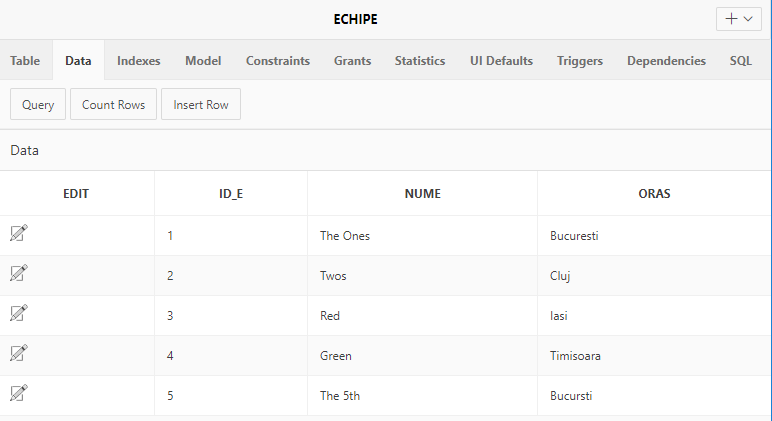 ECHIPE
Table Data Indexes Model Constraints Grants Statistics UI Defaults Triggers Dependencies SQL
Query Count Rows Insert Row
Data
EDIT ID_E NUME ORAS
1 The Ones Bucuresti
2 Twos Cluj
3 Red Iasi
4 Green Timisoara
5 The 5th Bucursti